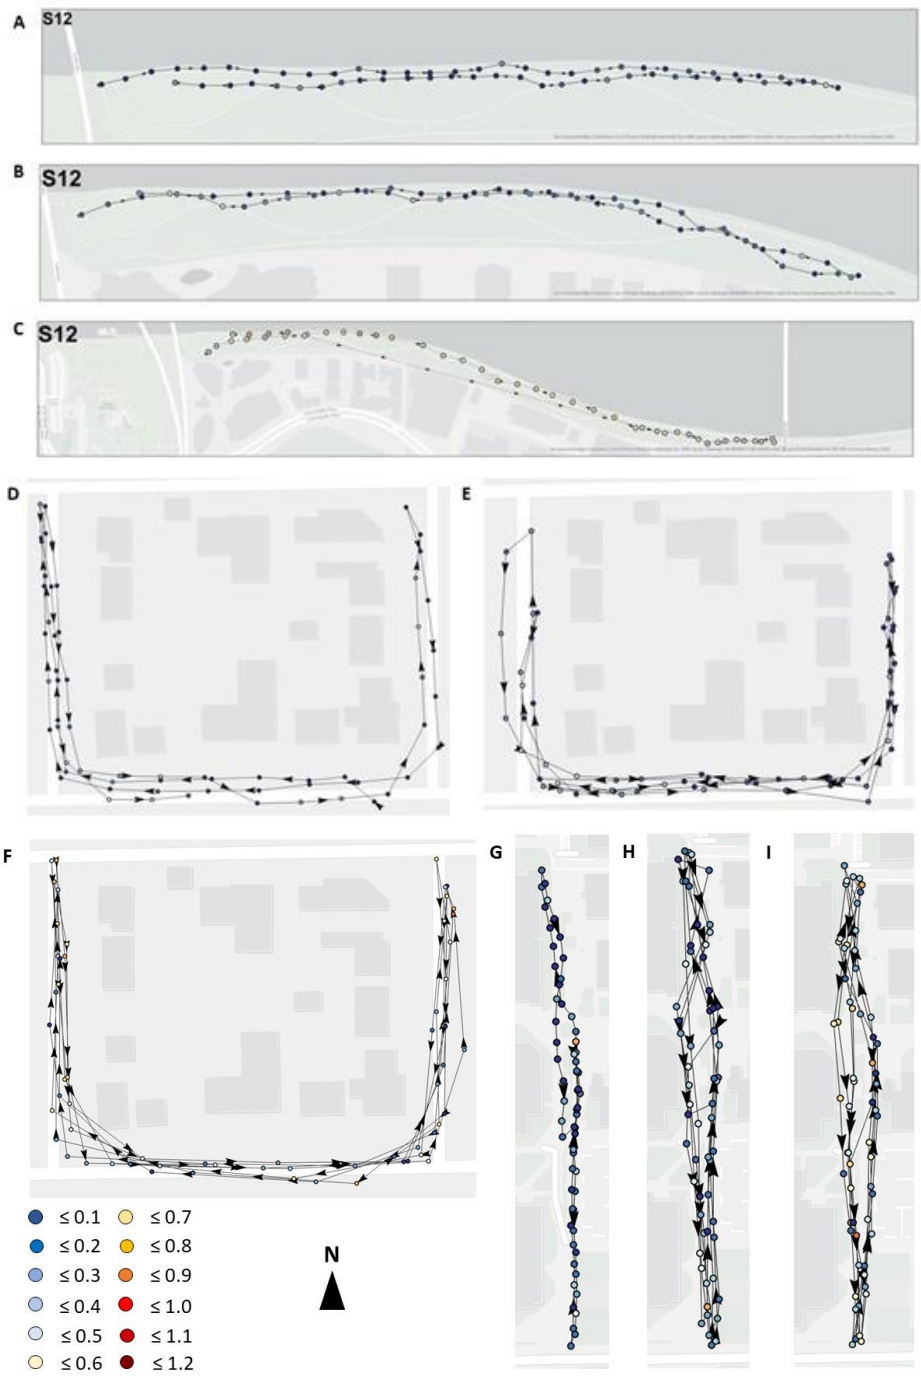 A
S12
B
S12
C
S12
D
E
F
G
H
I
≤ 0.1
≤ 0.7
≤ 0.2
≤ 0.8
≤ 0.3
≤ 0.9
≤ 0.4
≤ 1.0
≤ 0.5
≤ 1.1
≤ 0.6
≤ 1.2
N